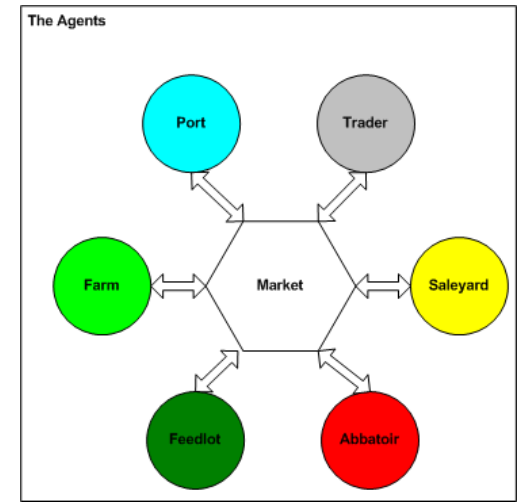 The Agents
Port
Trader
Farm
Market
Saleyard
Feedlot
Abbatoir